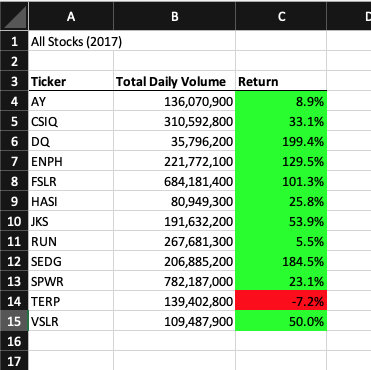 A B C D
1 All Stocks (2017)
2
3 Ticker Total Daily Volume Return
4 AY 136,070,900 8.9%
5 CSIQ 310,592,800 33.1%
6 DQ 35,796,200 199.4%
7 ENPH 221,772,100 129.5%
8 FSLR 684,181,400 101.3%
9 HASI 80,949,300 25.8%
10 JKS 191,632,200 53.9%
11 RUN 267,681,300 5.5%
12 SEDG 206,885,200 184.5%
13 SPWR 782,187,000 23.1%
14 TERP 139,402,800 -7.2%
15 VSLR 109,487,900 50.0%
16
17